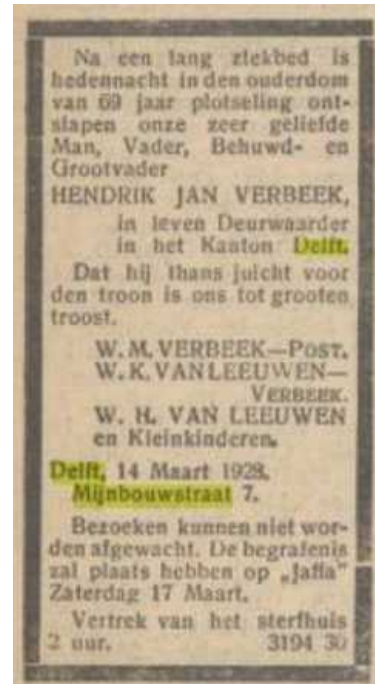 Na een lang ziekbed is
hedennacht in den ouderdom
van 69 jaar plotseling ont-
slapen onze zeer geliefde
Man, Vader, Behuwd- en
Grootvader
HENDRIK JAN VERBEEK,
in leven Deurwaarder
in het Kanton Delft.
Dat hij thans juicht voor
den troon is ons tot grooten
troost.
W. M. VERBEEK—POST.
W. K. VAN LEEUWEN—
VERBEEK.
W. H. VAN LEEUWEN
en Kleinkinderen.
Delft, 14 Maart 1928.
Mijnbouwstraat 7.
Bezoeken kunnen niet wor-
den afgewacht. De begrafenis
zal plaats hebben op „Jaffa”
Zaterdag 17 Maart.
Vertrek van het sterfhuis
2 uur. 3194 30